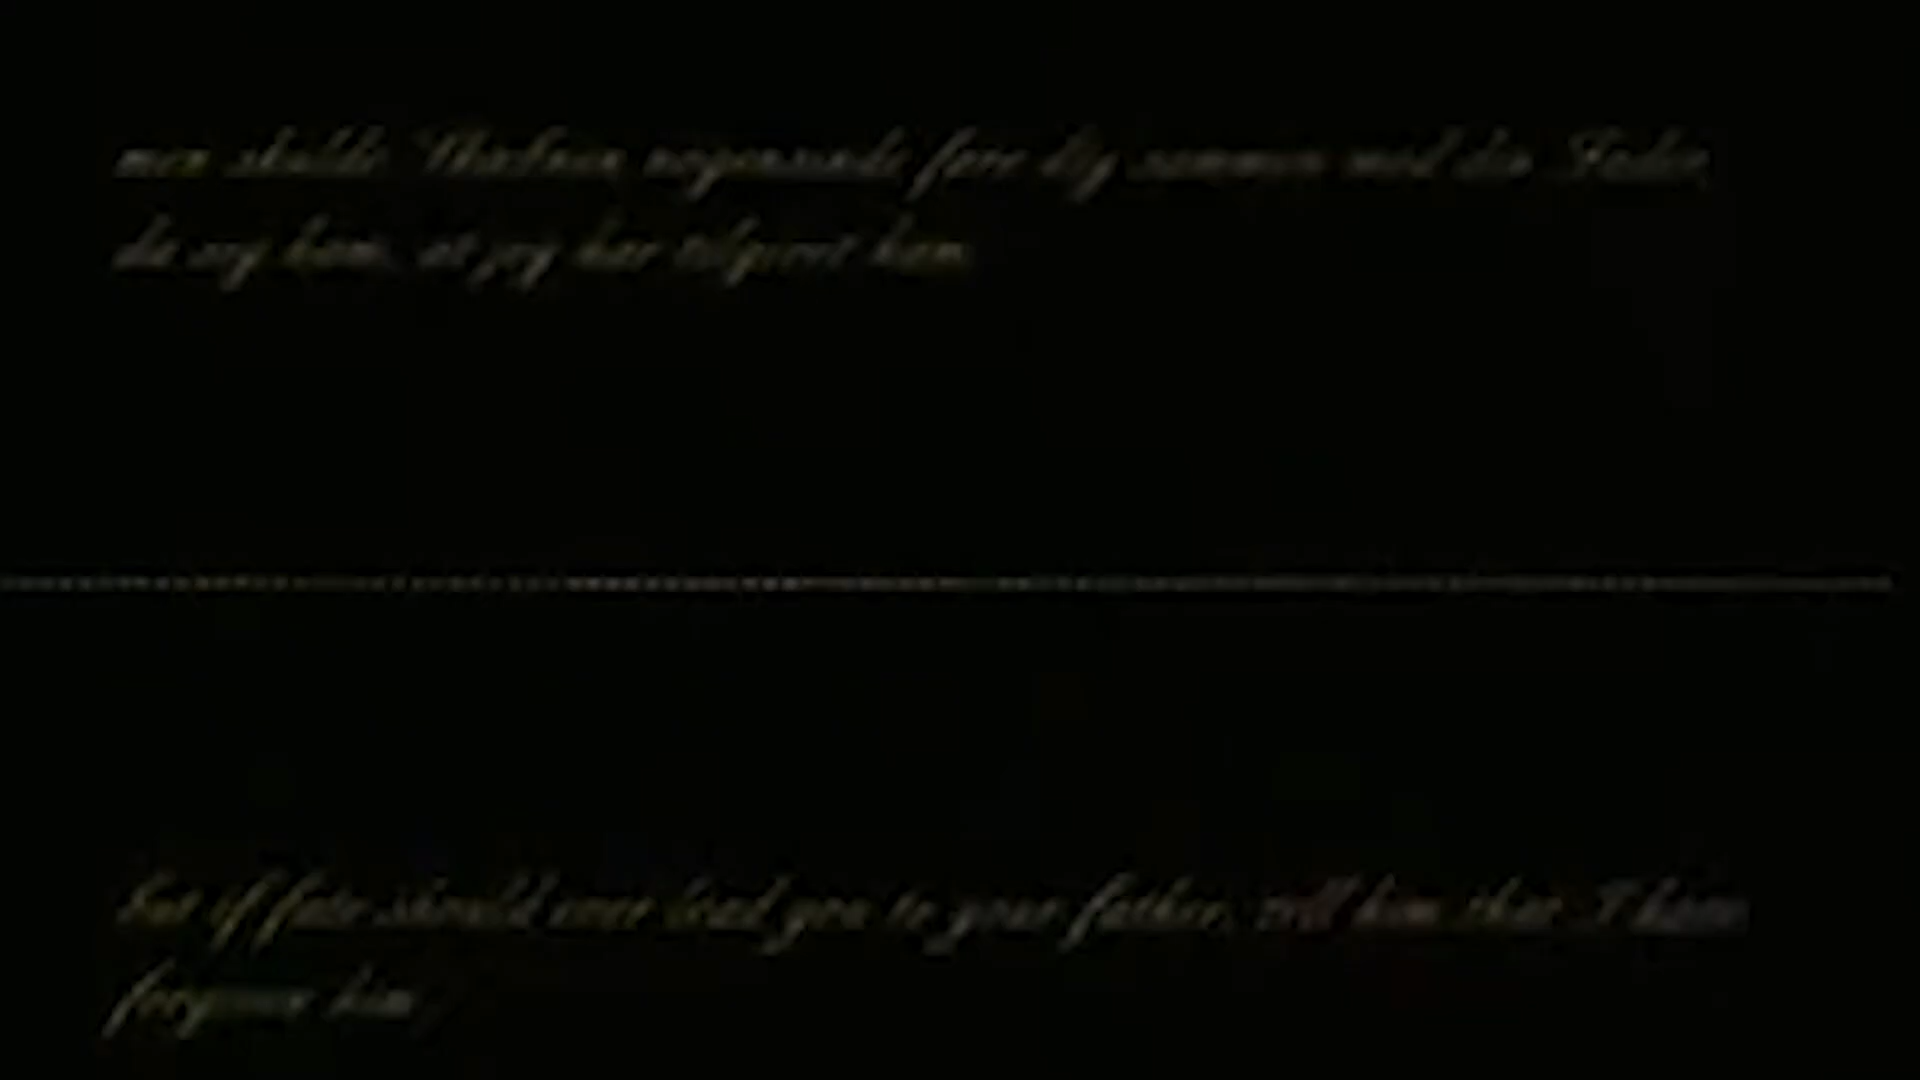 men skulde Skæbnen nogensinde føre dig sammen med din Fader,
da sig ham, at jeg har tilgivet ham.
but if fate should ever lead you to your father, tell him that I have
forgiven him.